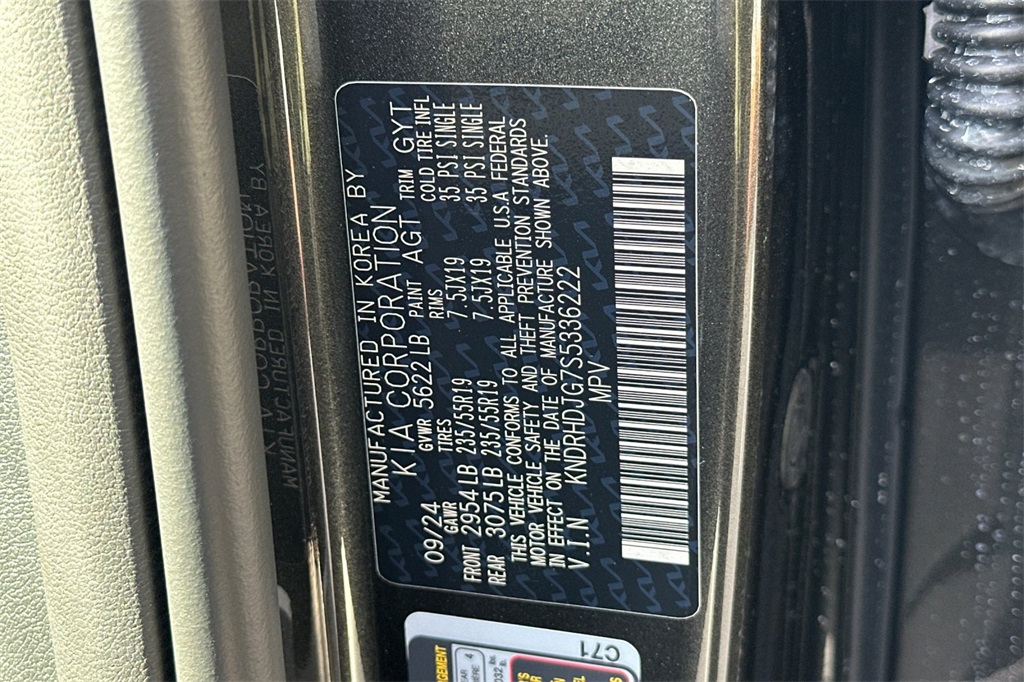 MANUFACTURED IN KOREA BY
KIA CORPORATION
09/24 GVWR 5622 LB PAINT AGT TRIM GYT
GAWR TIRES RIMS COLD TIRE INFL
FRONT 2954 LB 235/55R19 7.5JX19 35 PSI SINGLE
REAR 3075 LB 235/55R19 7.5JX19 35 PSI SINGLE
THIS VEHICLE CONFORMS TO ALL APPLICABLE U.S.A FEDERAL
MOTOR VEHICLE SAFETY AND THEFT PREVENTION STANDARDS
IN EFFECT ON THE DATE OF MANUFACTURE SHOWN ABOVE.
V.I.N KNDRHDJG7S5336222
MPV
C71